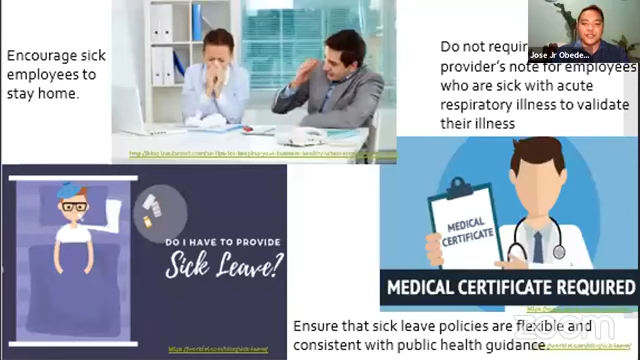 Encourage sick
employees to
stay home.
Do not requir
Jose Jr Obede...
provider's note for employees
who are sick with acute
respiratory illness to validate
their illness
DO I HAVE TO PROVIDE
Sick Leave?
MEDICAL
CERTIFICATE
MEDICAL CERTIFICATE REQUIRED
Ensure that sick leave policies are flexible and
consistent with public health guidance
zoom